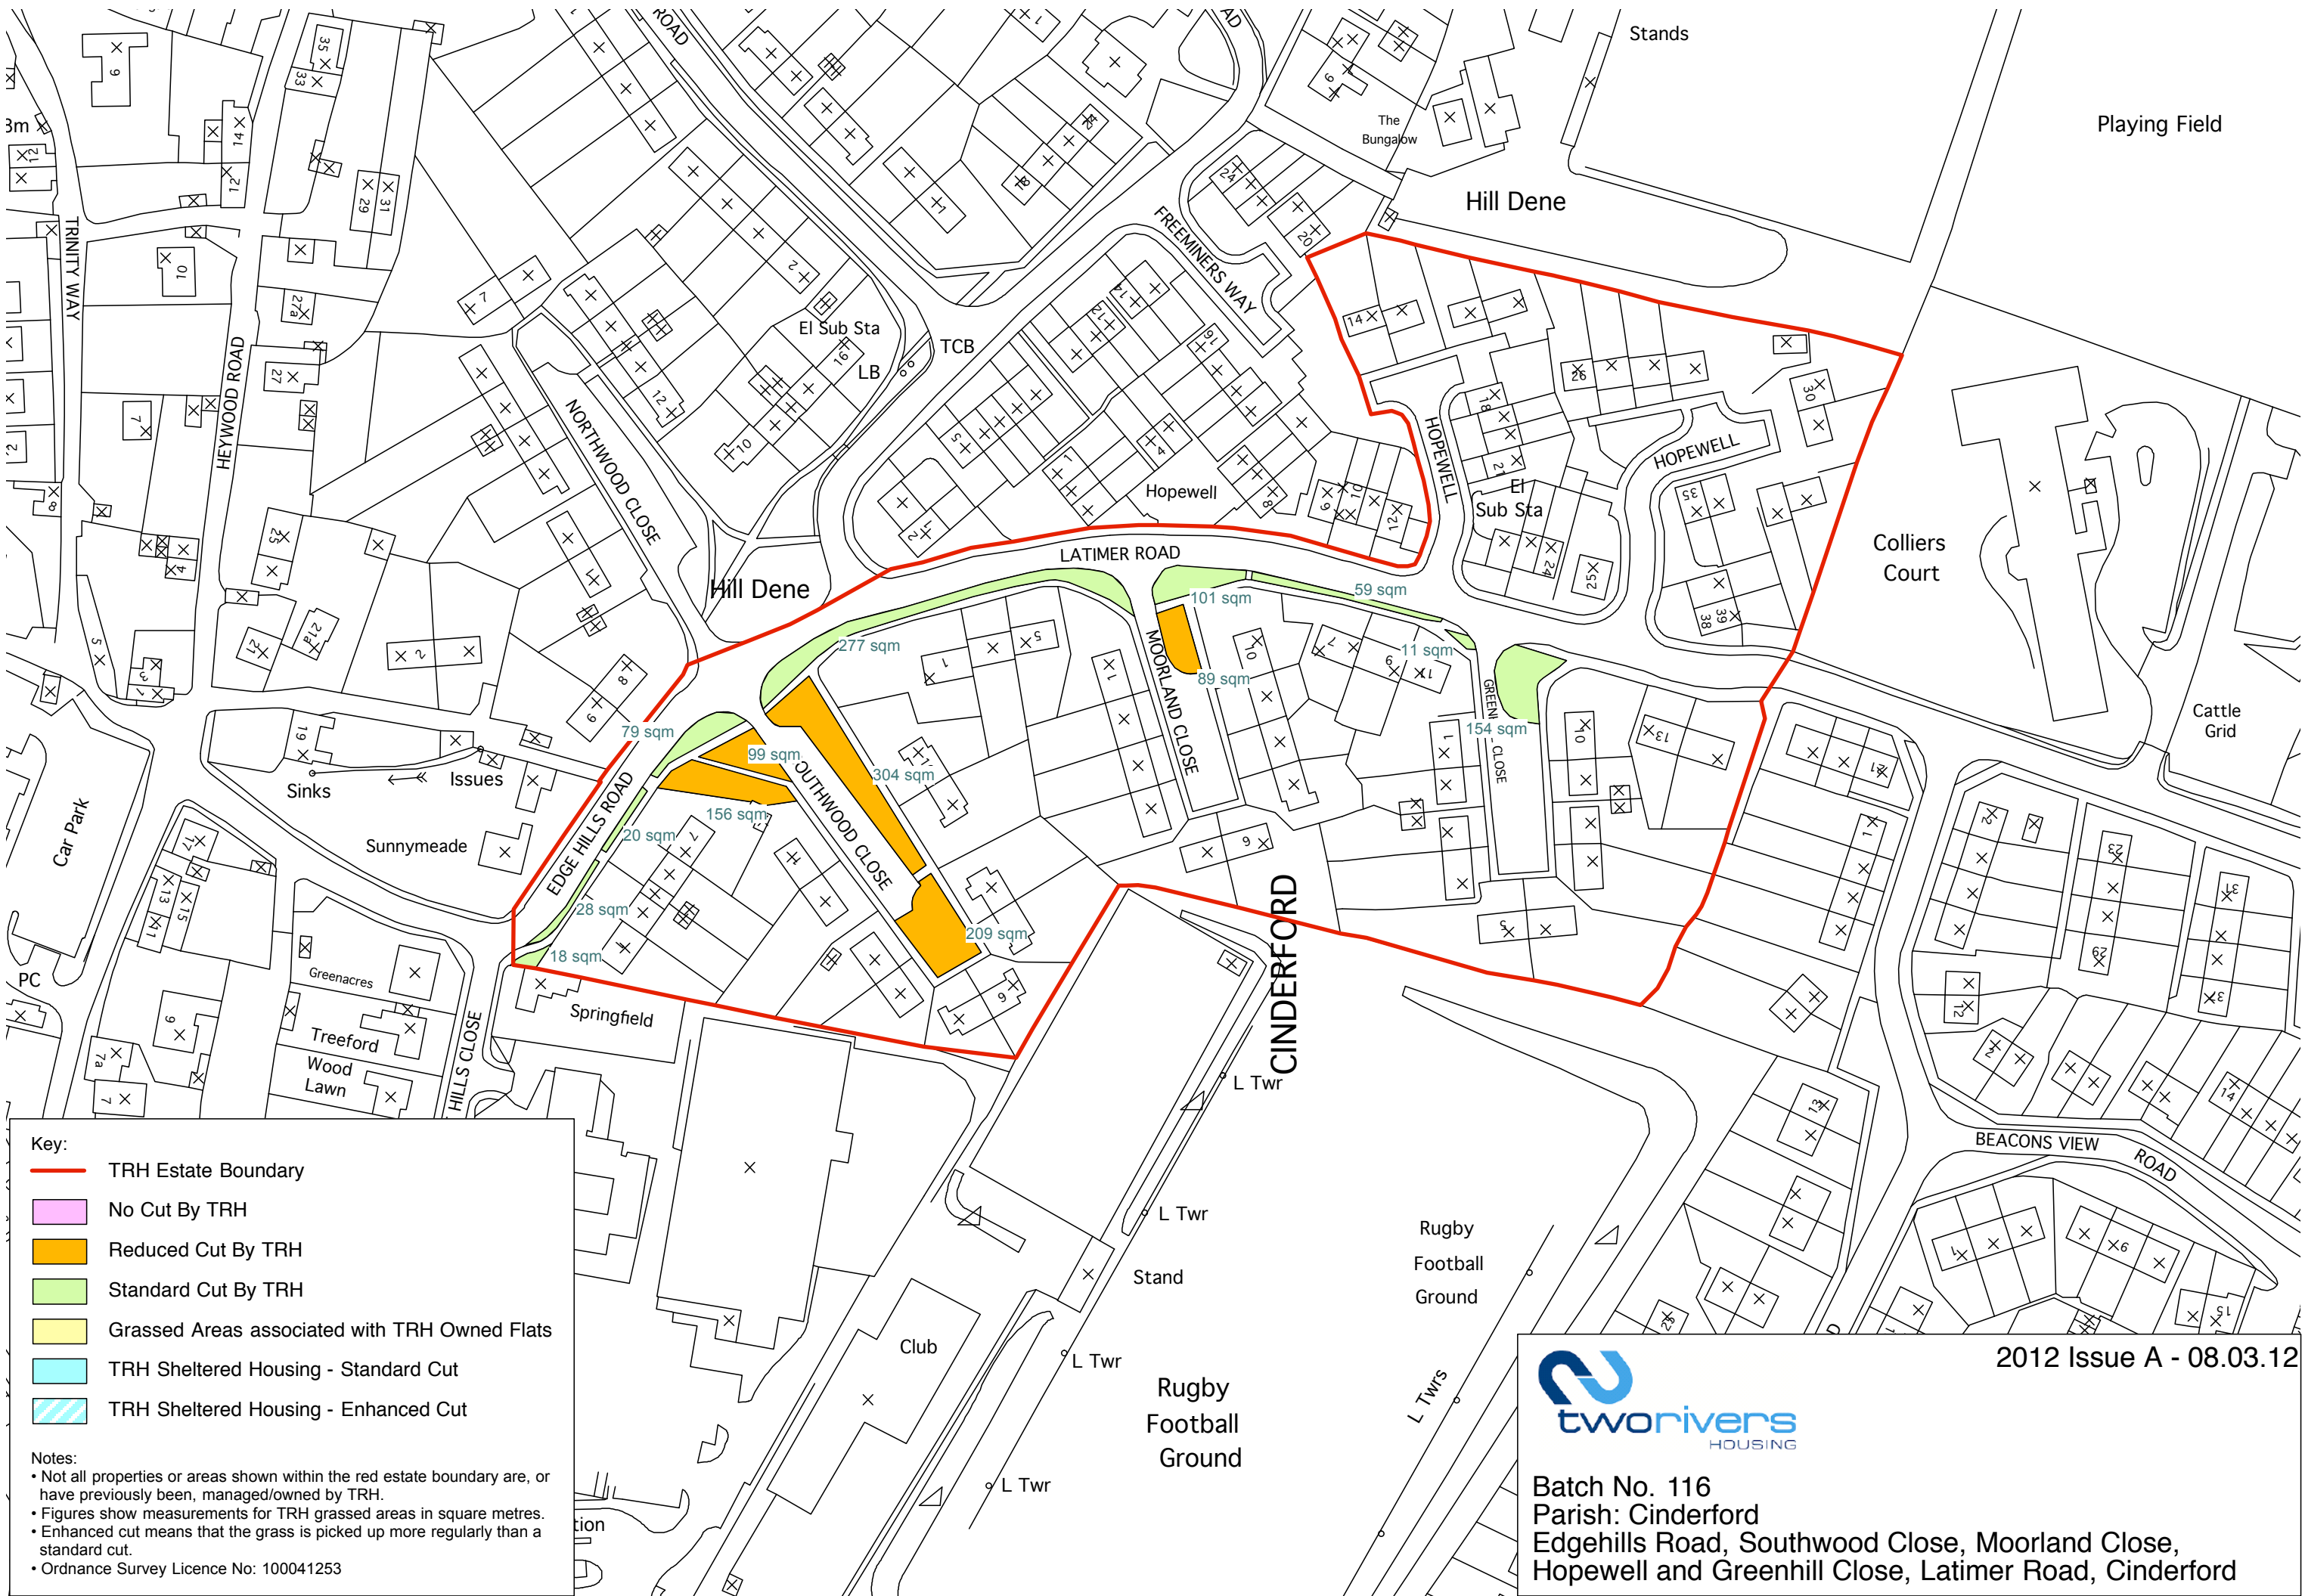 Stands
Playing Field
The
Bungalow
Hill Dene
TRINITY WAY
HEYWOOD ROAD
FREEMINERS WAY
El Sub Sta
TCB
LB
NORTHWOOD CLOSE
HOPEWELL
HOPEWELL
Hopewell
El
Sub Sta
LATIMER ROAD
Hill Dene
Colliers
Court
101 sqm
59 sqm
277 sqm
11 sqm
MOORLAND CLOSE
89 sqm
154 sqm
79 sqm
99 sqm
304 sqm
156 sqm
20 sqm
28 sqm
18 sqm
209 sqm
EDGE HILLS ROAD
Cattle
Grid
Sinks
Issues
Sunnymeade
Car Park
PC
Greenacres
Treeford
Wood
Lawn
Springfield
HILLS CLOSE
CINDERFORD
L Twr
L Twr
L Twr
L Twr
L Twrs
Stand
Club
Rugby
Football
Ground
Rugby
Football
Ground
BEACONS VIEW
ROAD
Key:
TRH Estate Boundary
No Cut By TRH
Reduced Cut By TRH
Standard Cut By TRH
Grassed Areas associated with TRH Owned Flats
TRH Sheltered Housing - Standard Cut
TRH Sheltered Housing - Enhanced Cut
Notes:
• Not all properties or areas shown within the red estate boundary are, or
have previously been, managed/owned by TRH.
• Figures show measurements for TRH grassed areas in square metres.
• Enhanced cut means that the grass is picked up more regularly than a
standard cut.
• Ordnance Survey Licence No: 100041253
2012 Issue A - 08.03.12
tworivers
HOUSING
Batch No. 116
Parish: Cinderford
Edgehills Road, Southwood Close, Moorland Close,
Hopewell and Greenhill Close, Latimer Road, Cinderford